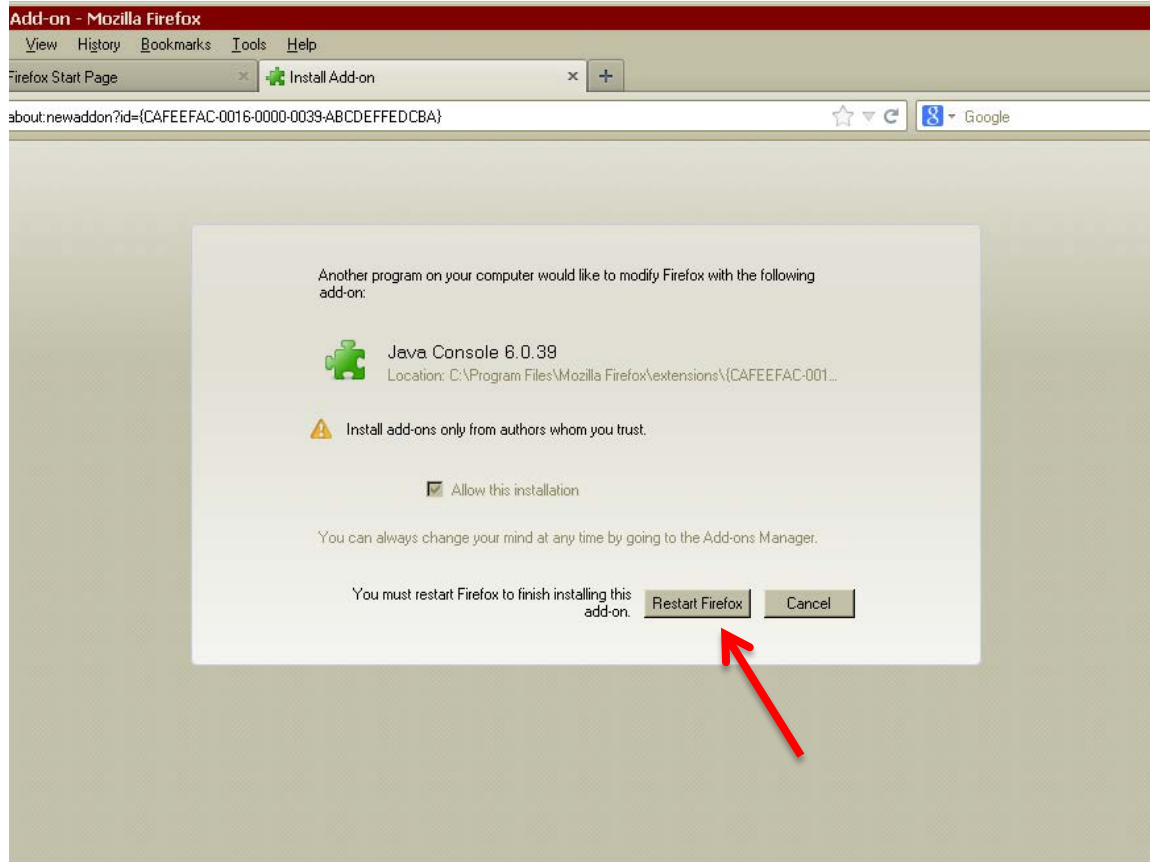 Add-on - Mozilla Firefox
View History Bookmarks Tools Help
Firefox Start Page Install Add-on
about:newaddon?id={CAFEEFAC-0016-0000-0039-ABCDEFFEDCBA} Google
Another program on your computer would like to modify Firefox with the following
add-on:
Java Console 6.0.39
Location: C:\Program Files\Mozilla Firefox\extensions\{CAFEEFAC-001...
Install add-ons only from authors whom you trust.
Allow this installation
You can always change your mind at any time by going to the Add-ons Manager.
You must restart Firefox to finish installing this
add-on. Restart Firefox Cancel